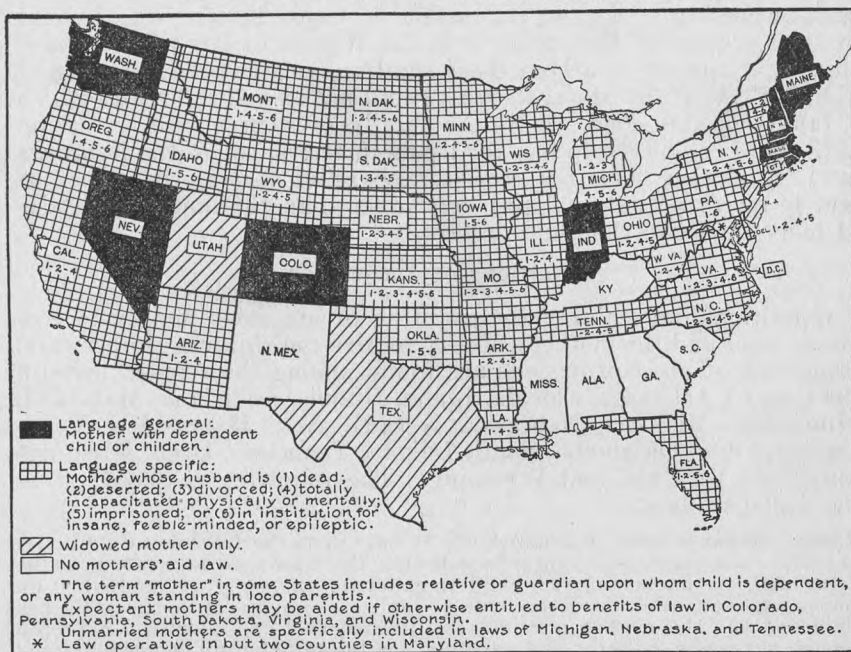 WASH.
MONT.
1-4-5-6
N. DAK.
1-2-4-5-6
MINN
1-2-4-5-6
MAINE
OREG.
1-4-5-6
IDAHO
1-5-6
WYO
1-2-4-5
S. DAK.
1-3-4-5
WIS.
1-2-3-4-5
1-2-3
MICH
4-5-6
N. Y.
1-2-4-5-6
VT
N.H.
MASS
CT
R.I.
NEV.
UTAH
COLO.
NEBR.
1-2-3-4-5
IOWA
1-5-6
ILL.
1-2-4
IND
OHIO
1-2-4-5
PA.
1-6
N.J.
DEL. 1-2-4-5
CAL.
1-2-4
KANS.
1-2-3-4-5-6
MO
1-2-3-4-5-6
KY
W VA.
1-2-4
VA.
1-2-3-4-6
*
D.C.
ARIZ.
1-2-4
N. MEX.
OKLA.
1-5-6
ARK.
1-2-4-5
TENN.
1-2-4-5
N. C.
1-2-3-4-5-6
S. C.
TEX.
LA.
1-4-5
MISS.
ALA.
GA.
FLA.
1-2-5-6
Language general:
Mother with dependent
child or children.
Language specific:
Mother whose husband is (1) dead;
(2) deserted; (3) divorced; (4) totally
incapacitated physically or mentally;
(5) imprisoned; or (6) in institution for
insane, feeble-minded, or epileptic.
Widowed mother only.
No mothers' aid law.
The term "mother" in some States includes relative or guardian upon whom child is dependent,
or any woman standing in loco parentis.
Expectant mothers may be aided if otherwise entitled to benefits of law in Colorado,
Pennsylvania, South Dakota, Virginia, and Wisconsin.
Unmarried mothers are specifically included in laws of Michigan, Nebraska, and Tennessee.
* Law operative in but two counties in Maryland.